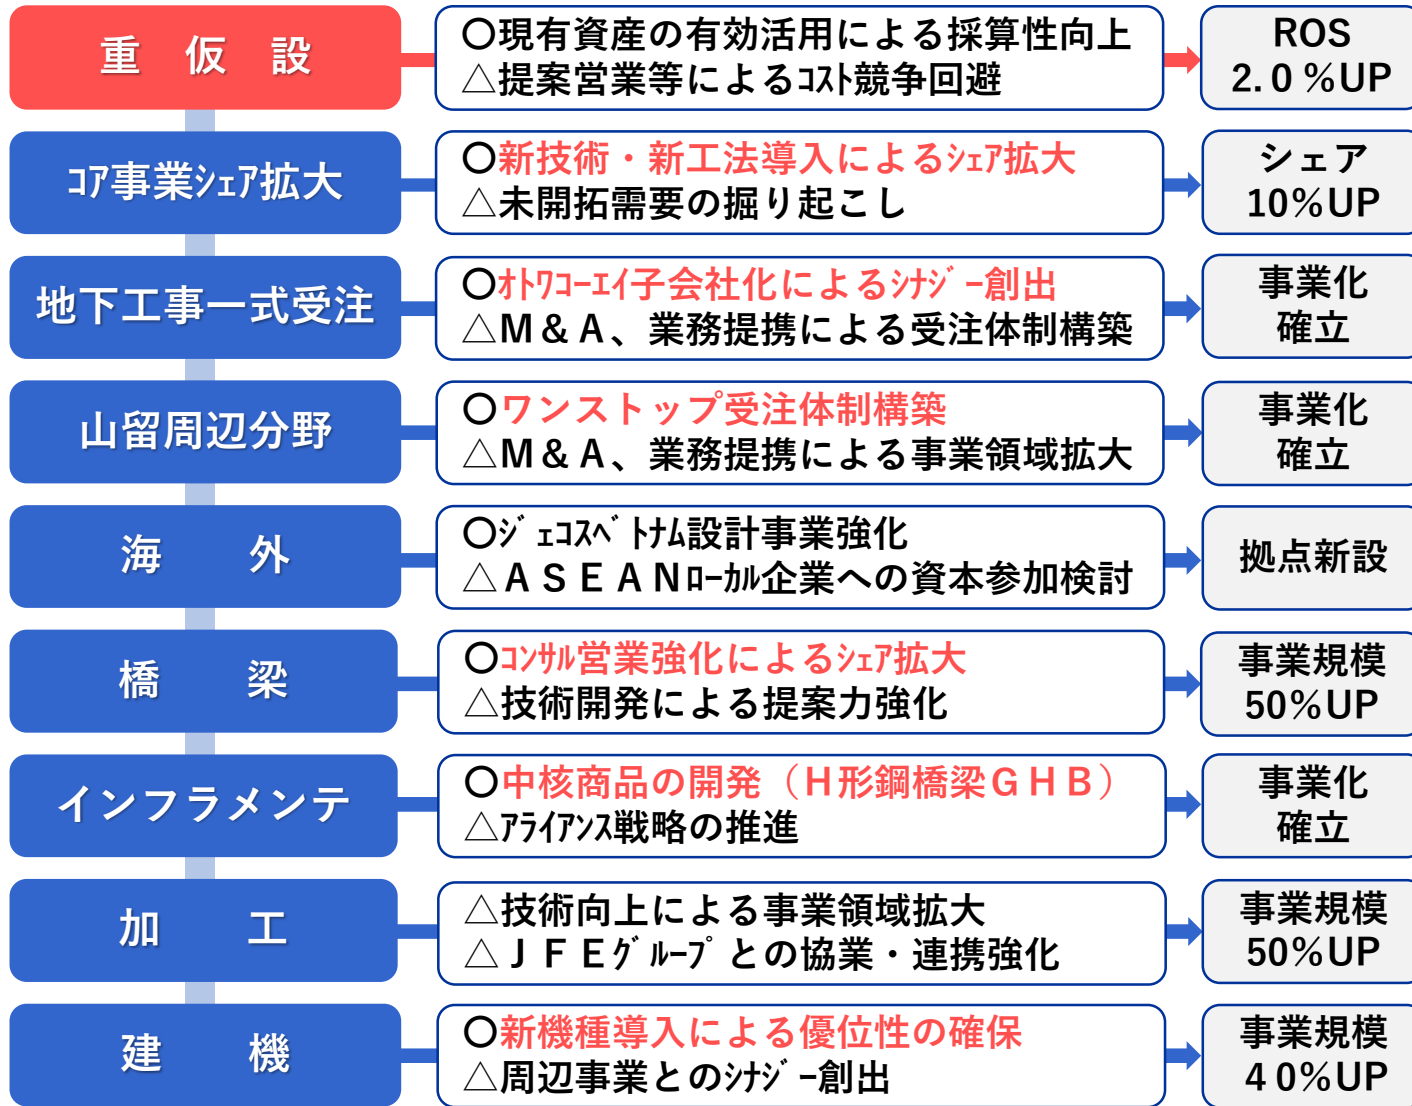 重 仮 設
〇現有資産の有効活用による採算性向上
△提案営業等によるｺｽﾄ競争回避
ROS
2.0%UP
ｺｱ事業ｼｪｱ拡大
〇新技術・新工法導入によるｼｪｱ拡大
△未開拓需要の掘り起こし
シェア
10%UP
地下工事一式受注
〇ｵﾄﾜｺｰｴｲ子会社化によるｼﾅｼﾞｰ創出
△Ｍ＆Ａ、業務提携による受注体制構築
事業化
確立
山留周辺分野
〇ワンストップ受注体制構築
△Ｍ＆Ａ、業務提携による事業領域拡大
事業化
確立
海 外
〇ｼﾞｪｺｽﾍﾞﾄﾅﾑ設計事業強化
△ＡＳＥＡＮﾛｰｶﾙ企業への資本参加検討
拠点新設
橋 梁
〇ｺﾝｻﾙ営業強化によるｼｪｱ拡大
△技術開発による提案力強化
事業規模
50%UP
インフラメンテ
〇中核商品の開発（Ｈ形鋼橋梁ＧＨＢ）
△ｱﾗｲｱﾝｽ戦略の推進
事業化
確立
加 工
△技術向上による事業領域拡大
△ＪＦＥｸﾞﾙｰﾌﾟとの協業・連携強化
事業規模
50%UP
建 機
〇新機種導入による優位性の確保
△周辺事業とのｼﾅｼﾞｰ創出
事業規模
４0%UP